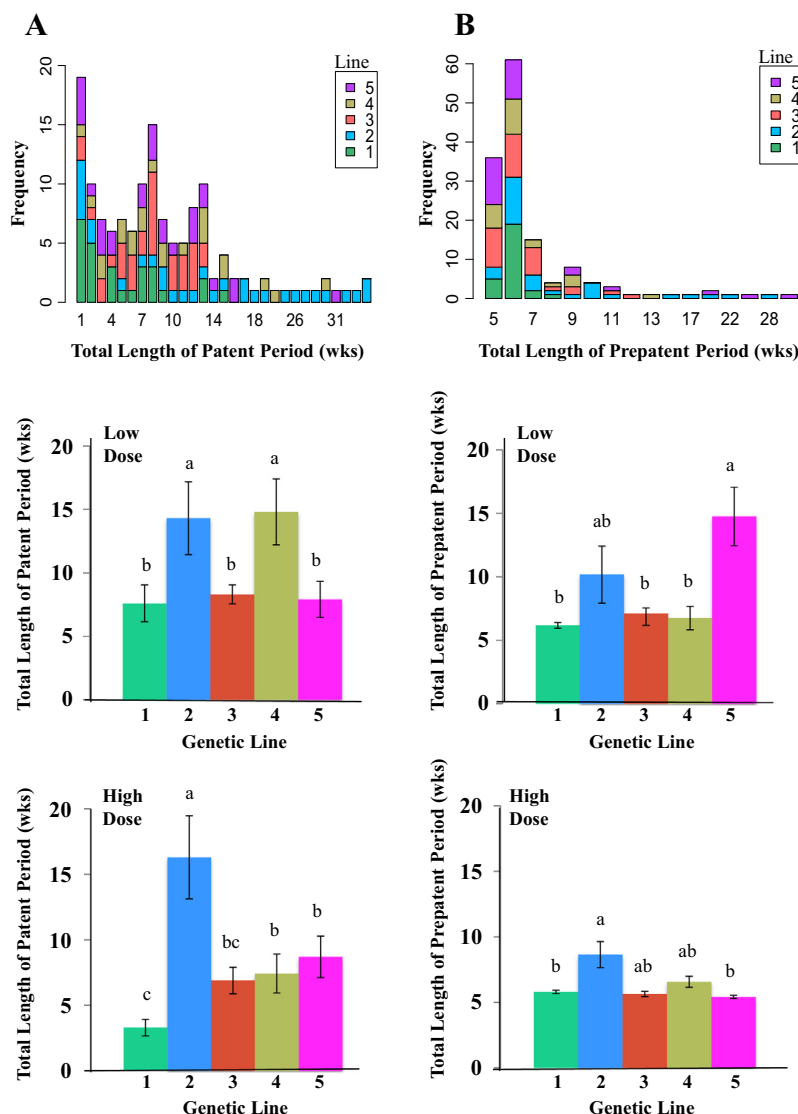 A
B
Line
5
4
3
2
1
20
15
10
5
0
Frequency
1 4 7 10 14 18 26 31
Total Length of Patent Period (wks)
Line
5
4
3
2
1
60
50
40
30
20
10
0
Frequency
5 7 9 11 13 17 22 28
Total Length of Prepatent Period (wks)
Low
Dose
Total Length of Patent Period (wks)
20
15
10
5
0
b a b a b
1 2 3 4 5
Genetic Line
Low
Dose
Total Length of Prepatent Period (wks)
20
15
10
5
0
b ab b b a
1 2 3 4 5
Genetic Line
High
Dose
Total Length of Patent Period (wks)
20
15
10
5
0
c a bc b b
1 2 3 4 5
Genetic Line
High
Dose
Total Length of Prepatent Period (wks)
20
15
10
5
0
b a ab ab b
1 2 3 4 5
Genetic Line